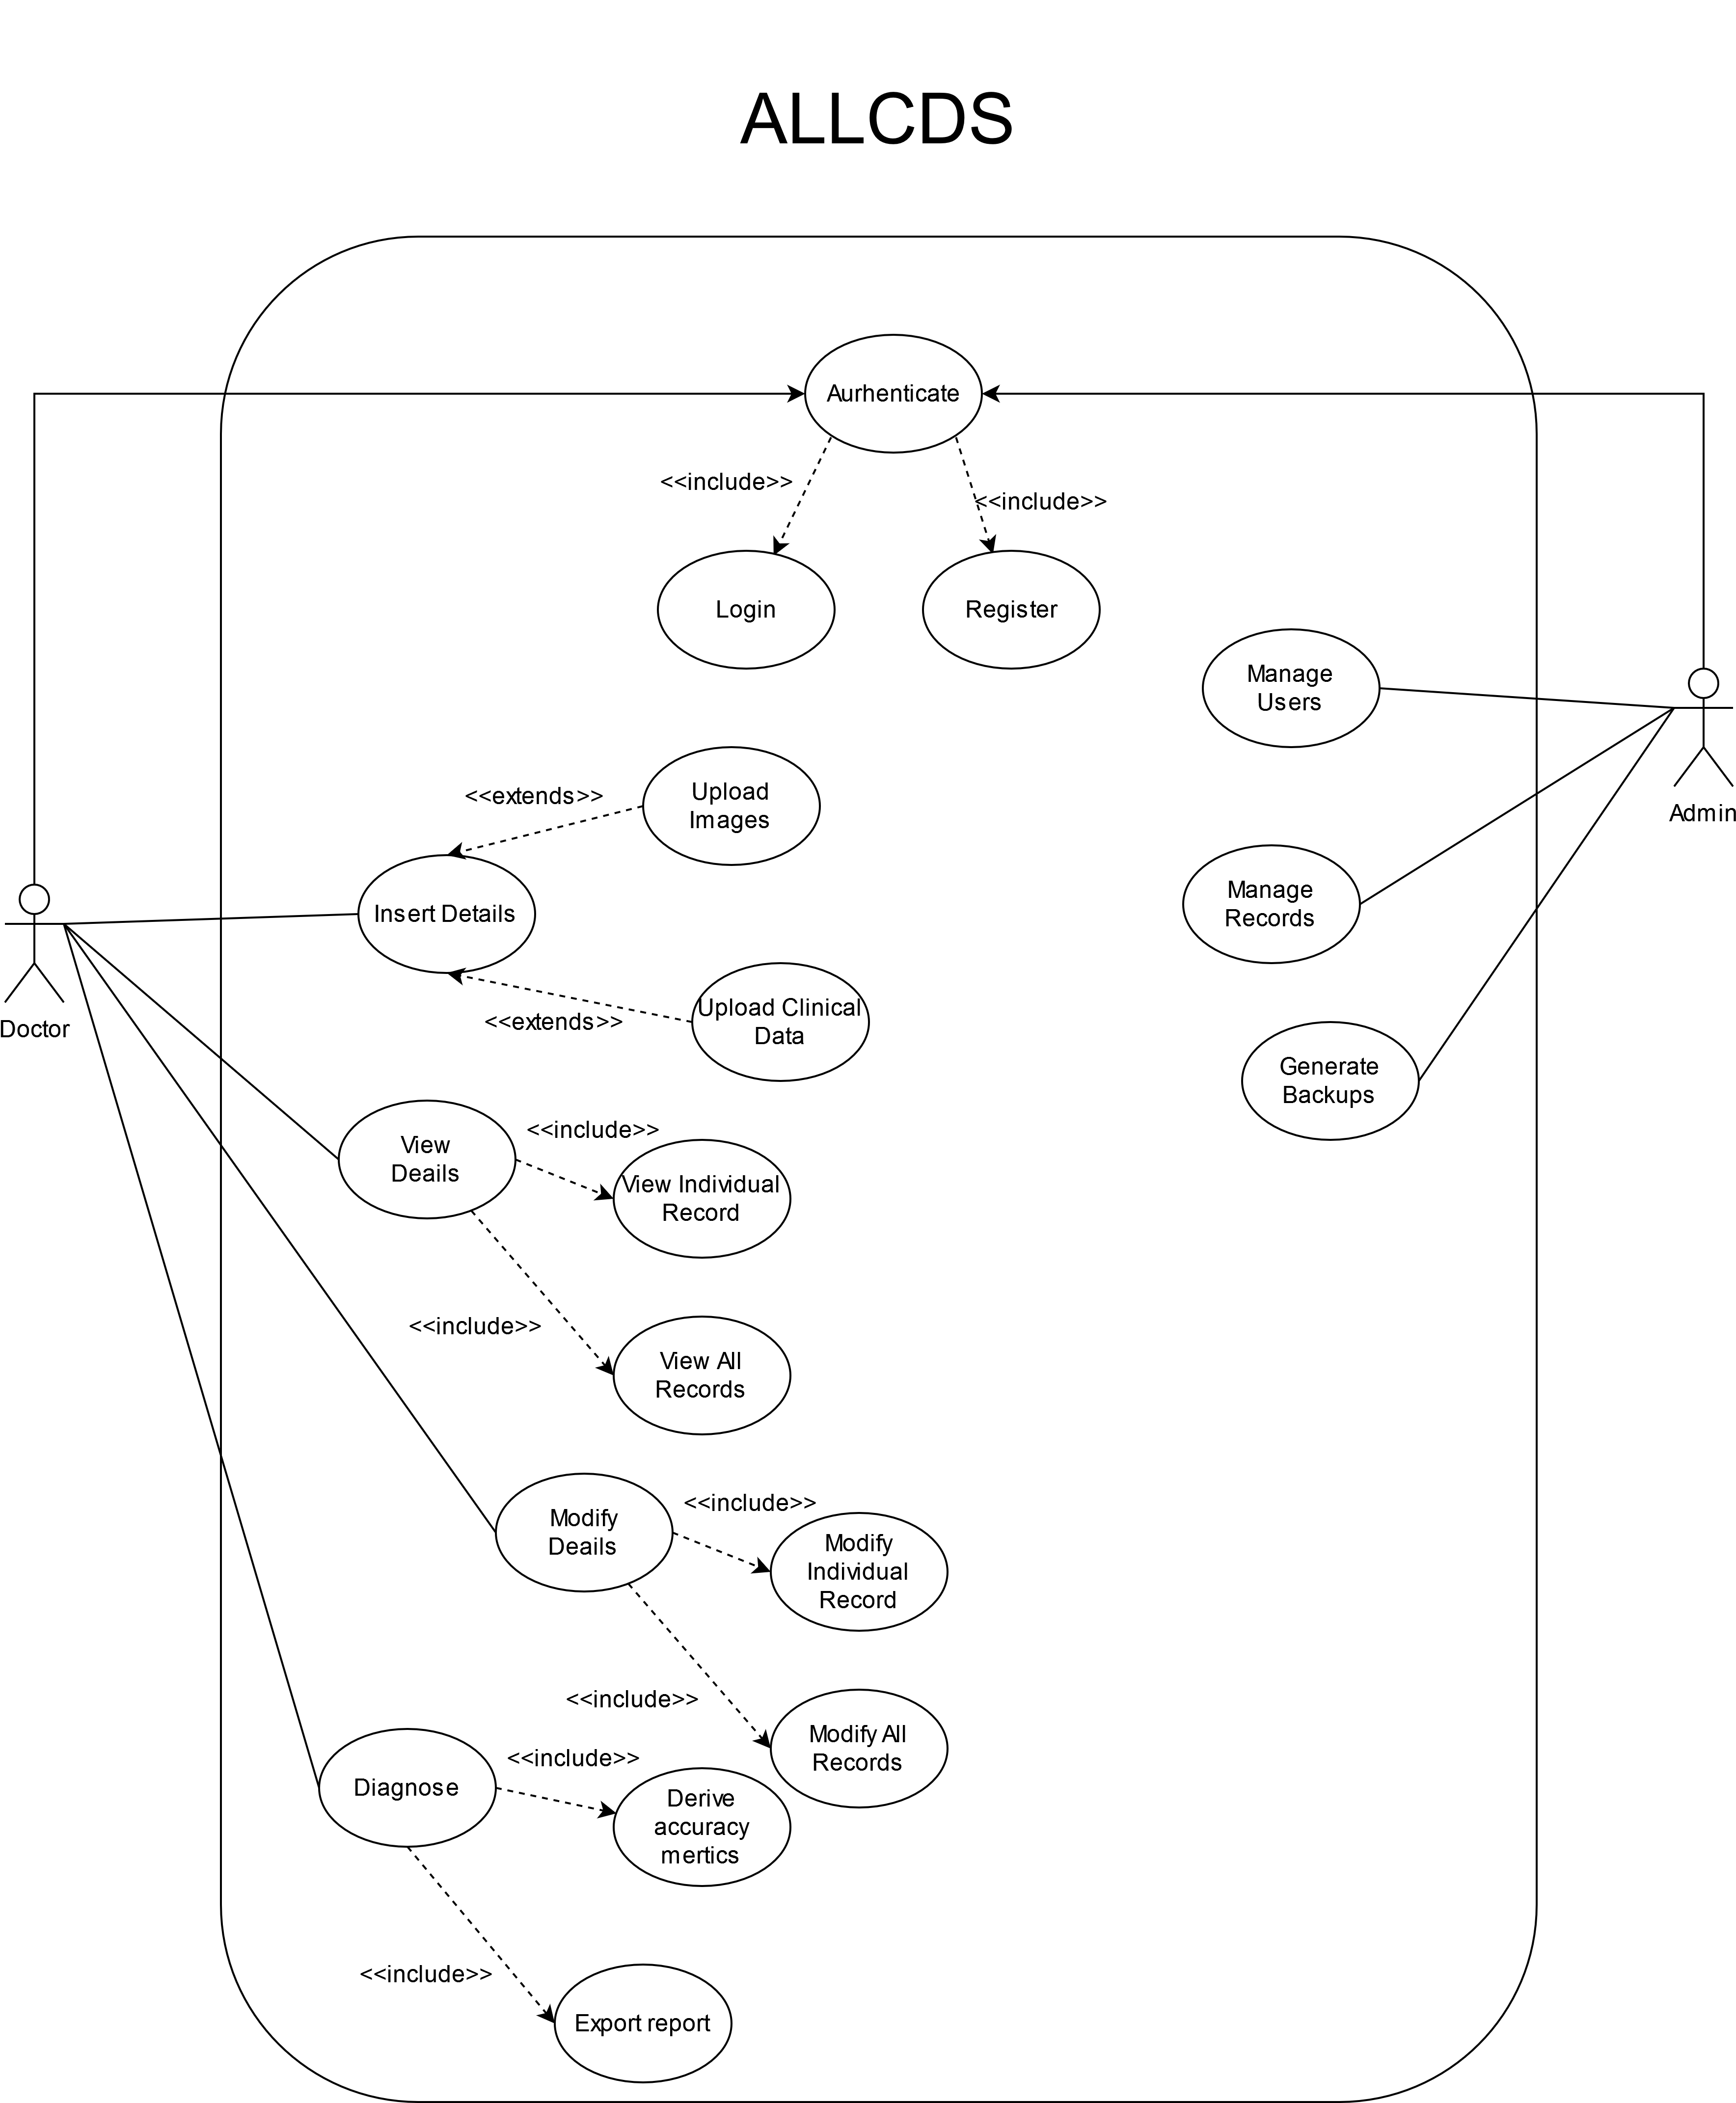 ALLCDS
Aurhenticate
<<include>>
<<include>>
Login
Register
Manage
Users
Upload
Images
<<extends>>
Admin
Insert Details
Manage
Records
Doctor
Upload Clinical
Data
<<extends>>
Generate
Backups
View
Deails
<<include>>
View Individual
Record
<<include>>
View All
Records
Modify
Deails
<<include>>
Modify
Individual
Record
<<include>>
Modify All
Records
Diagnose
<<include>>
Derive
accuracy
mertics
<<include>>
Export report